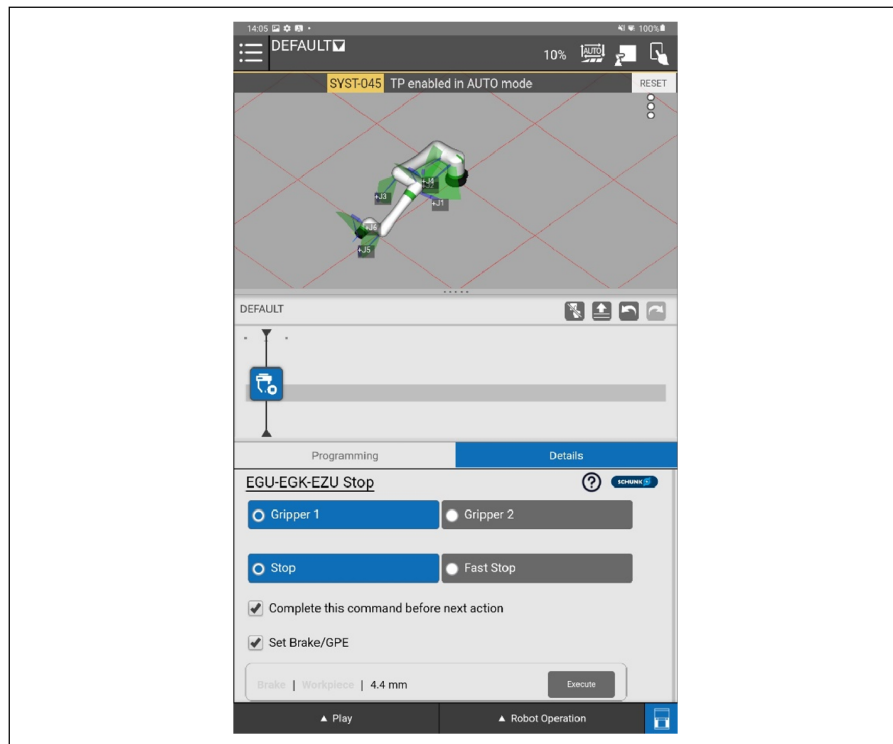 14:05 100%
DEFAULT
10% AUTO
SYST-045 TP enabled in AUTO mode RESET
+J4
+J3
+J1
+J6
+J5
DEFAULT
Programming Details
EGU-EGK-EZU Stop ? SCHUNK
Gripper 1 Gripper 2
Stop Fast Stop
Complete this command before next action
Set Brake/GPE
Brake | Workpiece | 4.4 mm Execute
▲ Play ▲ Robot Operation